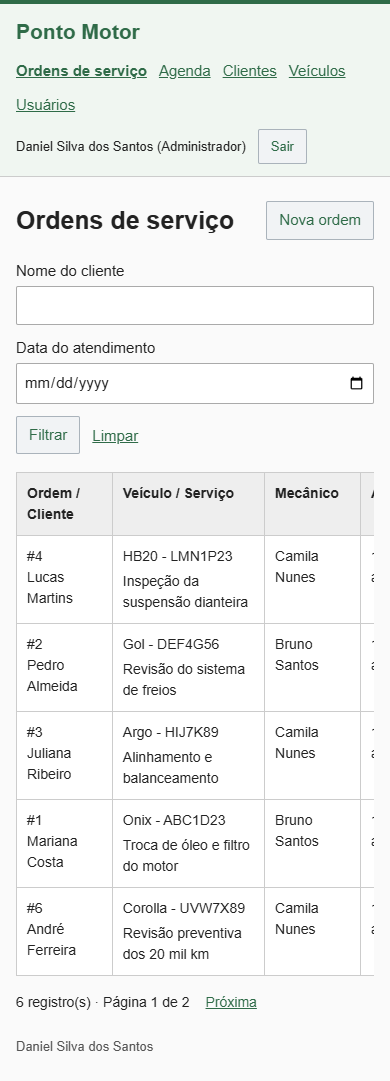 Ponto Motor
Ordens de serviço Agenda Clientes Veículos
Usuários
Daniel Silva dos Santos (Administrador) Sair
Ordens de serviço Nova ordem
Nome do cliente
Data do atendimento
mm/dd/yyyy
Filtrar Limpar
Ordem / Cliente Veículo / Serviço Mecânico
#4 Lucas Martins HB20 - LMN1P23 Inspeção da suspensão dianteira Camila Nunes
#2 Pedro Almeida Gol - DEF4G56 Revisão do sistema de freios Bruno Santos
#3 Juliana Ribeiro Argo - HIJ7K89 Alinhamento e balanceamento Camila Nunes
#1 Mariana Costa Onix - ABC1D23 Troca de óleo e filtro do motor Bruno Santos
#6 André Ferreira Corolla - UVW7X89 Revisão preventiva dos 20 mil km Camila Nunes
6 registro(s) · Página 1 de 2 Próxima
Daniel Silva dos Santos